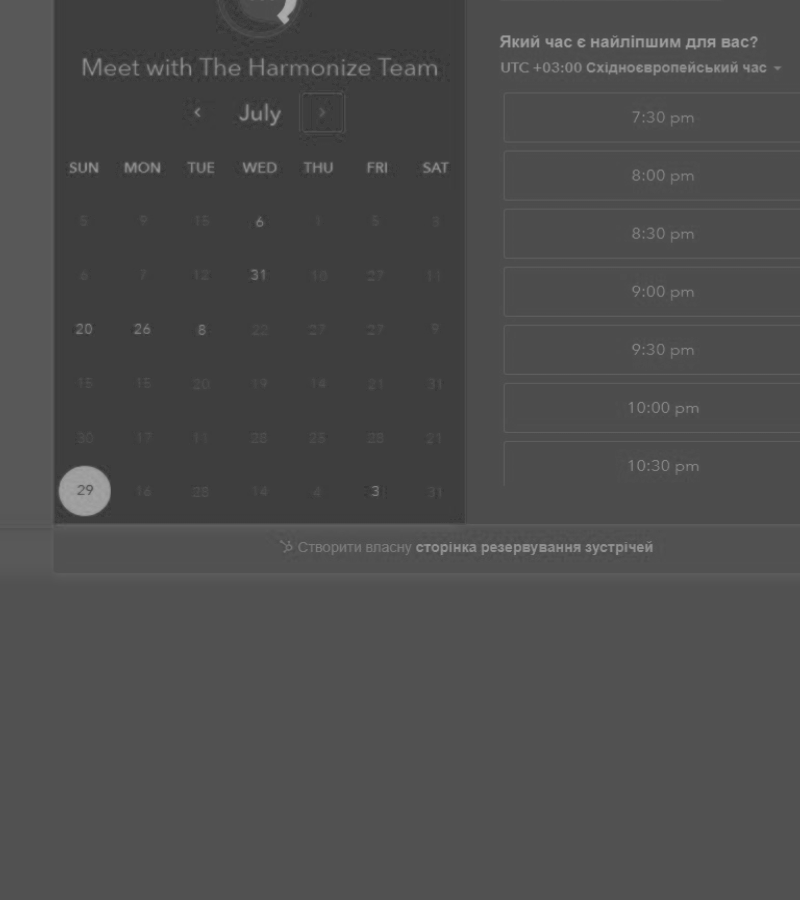 Meet with The Harmonize Team
July
SUN MON TUE WED THU FRI SAT
5 9 15 6 1 5 3
6 7 12 31 10 27 11
20 26 8 22 27 27 9
15 15 20 19 14 21 31
30 17 11 28 25 28 21
29 16 28 14 4 3 31
Який час є найліпшим для вас?
UTC +03:00 Східноєвропейський час
7:30 pm
8:00 pm
8:30 pm
9:00 pm
9:30 pm
10:00 pm
10:30 pm
Створити власну сторінка резервування зустрічей